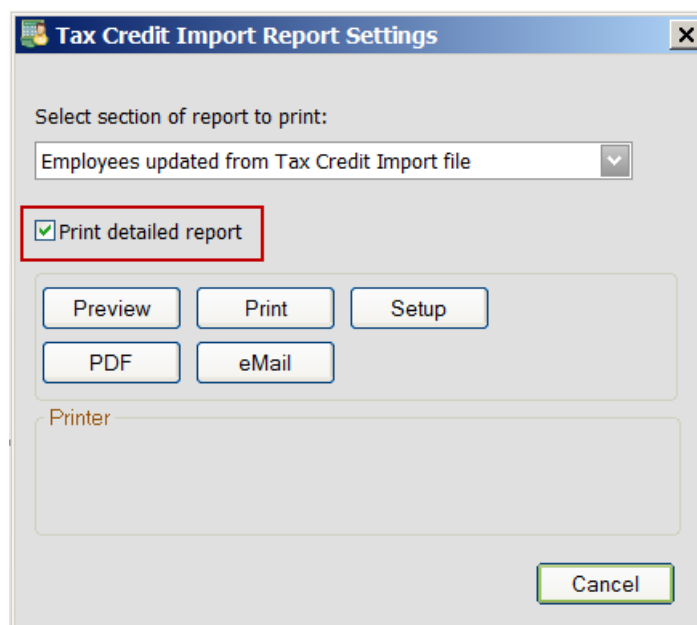 Tax Credit Import Report Settings
Select section of report to print:
Employees updated from Tax Credit Import file
Print detailed report
Preview Print Setup
PDF eMail
Printer
Cancel